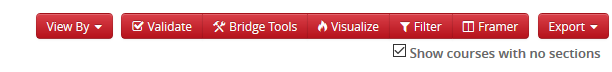 View By Validate Bridge Tools Visualize Filter Framer Export
Show courses with no sections